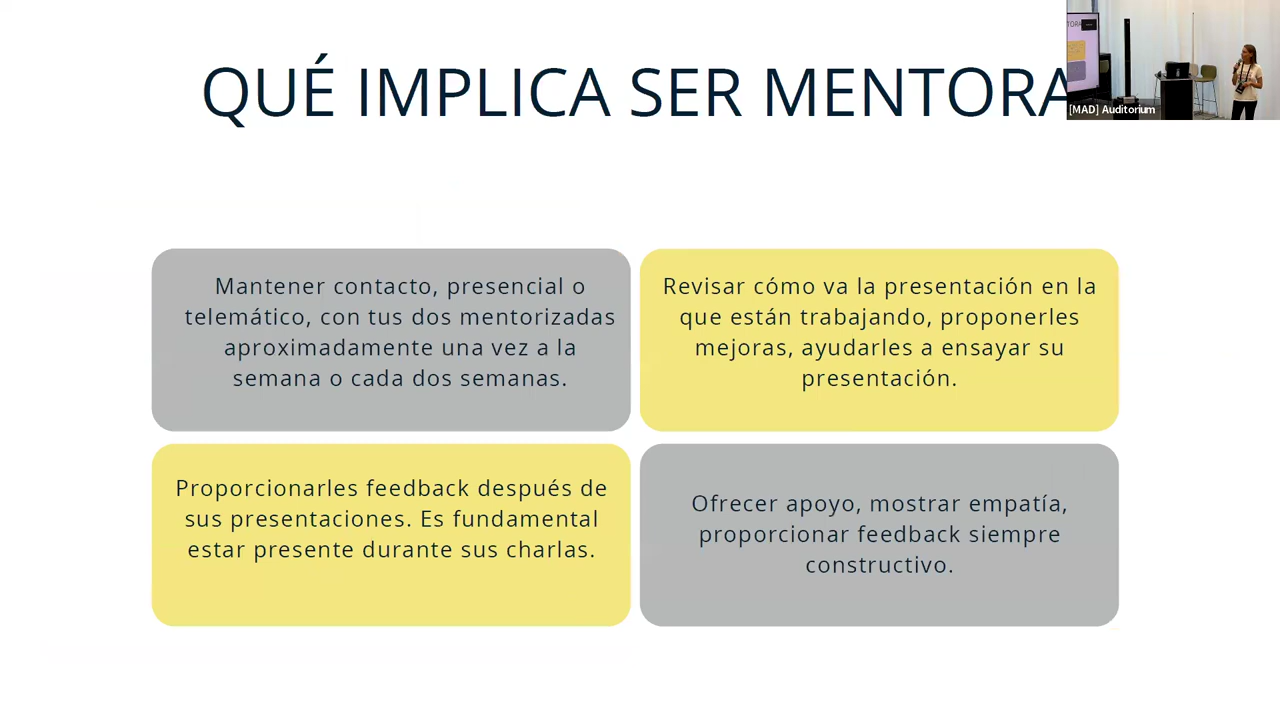 QUÉ IMPLICA SER MENTORA
[MAD] Auditorium
Mantener contacto, presencial o
telemático, con tus dos mentorizadas
aproximadamente una vez a la
semana o cada dos semanas.
Revisar cómo va la presentación en la
que están trabajando, proponerles
mejoras, ayudarles a ensayar su
presentación.
Proporcionarles feedback después de
sus presentaciones. Es fundamental
estar presente durante sus charlas.
Ofrecer apoyo, mostrar empatía,
proporcionar feedback siempre
constructivo.